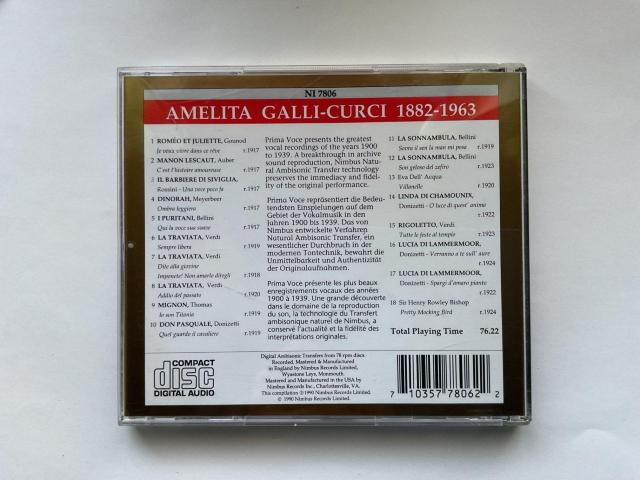 NI 7806
AMELITA GALLI-CURCI 1882-1963
1 ROMÉO ET JULIETTE, Gounod
Je veux vivre dans ce rêve r.1917
2 MANON LESCAUT, Auber
C'est l'histoire amoureuse r.1917
3 IL BARBIERE DI SIVIGLIA,
Rossini - Una voce poco fa r.1917
4 DINORAH, Meyerbeer
Ombra leggiera r.1917
5 I PURITANI, Bellini
Qui la voce sua soave r.1917
6 LA TRAVIATA, Verdi
Sempre libera r.1919
7 LA TRAVIATA, Verdi
Dite alla giovine
Imponete! Non amarlo ditegli r.1918
8 LA TRAVIATA, Verdi
Addio del passato r.1920
9 MIGNON, Thomas
Io son Titania r.1919
10 DON PASQUALE, Donizetti
Quel guardo il cavaliere r.1919
Prima Voce presents the greatest
vocal recordings of the years 1900
to 1939. A breakthrough in archive
sound reproduction, Nimbus Natu-
ral Ambisonic Transfer technology
preserves the immediacy and fidel-
ity of the original performance.
Prima Voce repräsentiert die Bedeu-
tendsten Einspielungen auf dem
Gebiet der Vokalmusik in den
Jahren 1900 bis 1939. Das von
Nimbus entwickelte Verfahren
Natural Ambisonic Transfer, ein
wesentlicher Durchbruch in der
modernen Tontechnik, bewahrt die
Unmittelbarkeit und Authentizität
der Originalaufnahmen.
Prima Voce présente les plus beaux
enregistrements vocaux des années
1900 à 1939. Une grande découverte
dans le domaine de la reproduction
du son, la technologie du Transfert
ambisonique naturel de Nimbus, a
conservé l'actualité et la fidélité des
interprétations originales.
11 LA SONNAMBULA, Bellini
Sovra il sen la man mi posa r.1919
12 LA SONNAMBULA, Bellini
Son geloso del zefiro r.1923
13 Eva Dell' Acqua
Villanelle r.1920
14 LINDA DI CHAMOUNIX,
Donizetti - O luce di quest' anima
r.1922
15 RIGOLETTO, Verdi
Tutte le feste al tempio r.1923
16 LUCIA DI LAMMERMOOR,
Donizetti - Verranno a te sull' aure
r.1924
17 LUCIA DI LAMMERMOOR,
Donizetti - Spargi d'amaro pianto
r.1922
18 Sir Henry Rowley Bishop
Pretty Mocking Bird r.1924
Total Playing Time 76.22
COMPACT
disc
DIGITAL AUDIO
Digital Ambisonic Transfers from 78 rpm discs
Recorded, Mastered & Manufactured
in England by Nimbus Records Limited,
Wyastone Leys, Monmouth.
Mastered and Manufactured in the USA by
Nimbus Records Inc., Charlottesville, VA.
This compilation ℗ 1990 Nimbus Records Limited.
© 1990 Nimbus Records Limited.
7 10357 78062 2